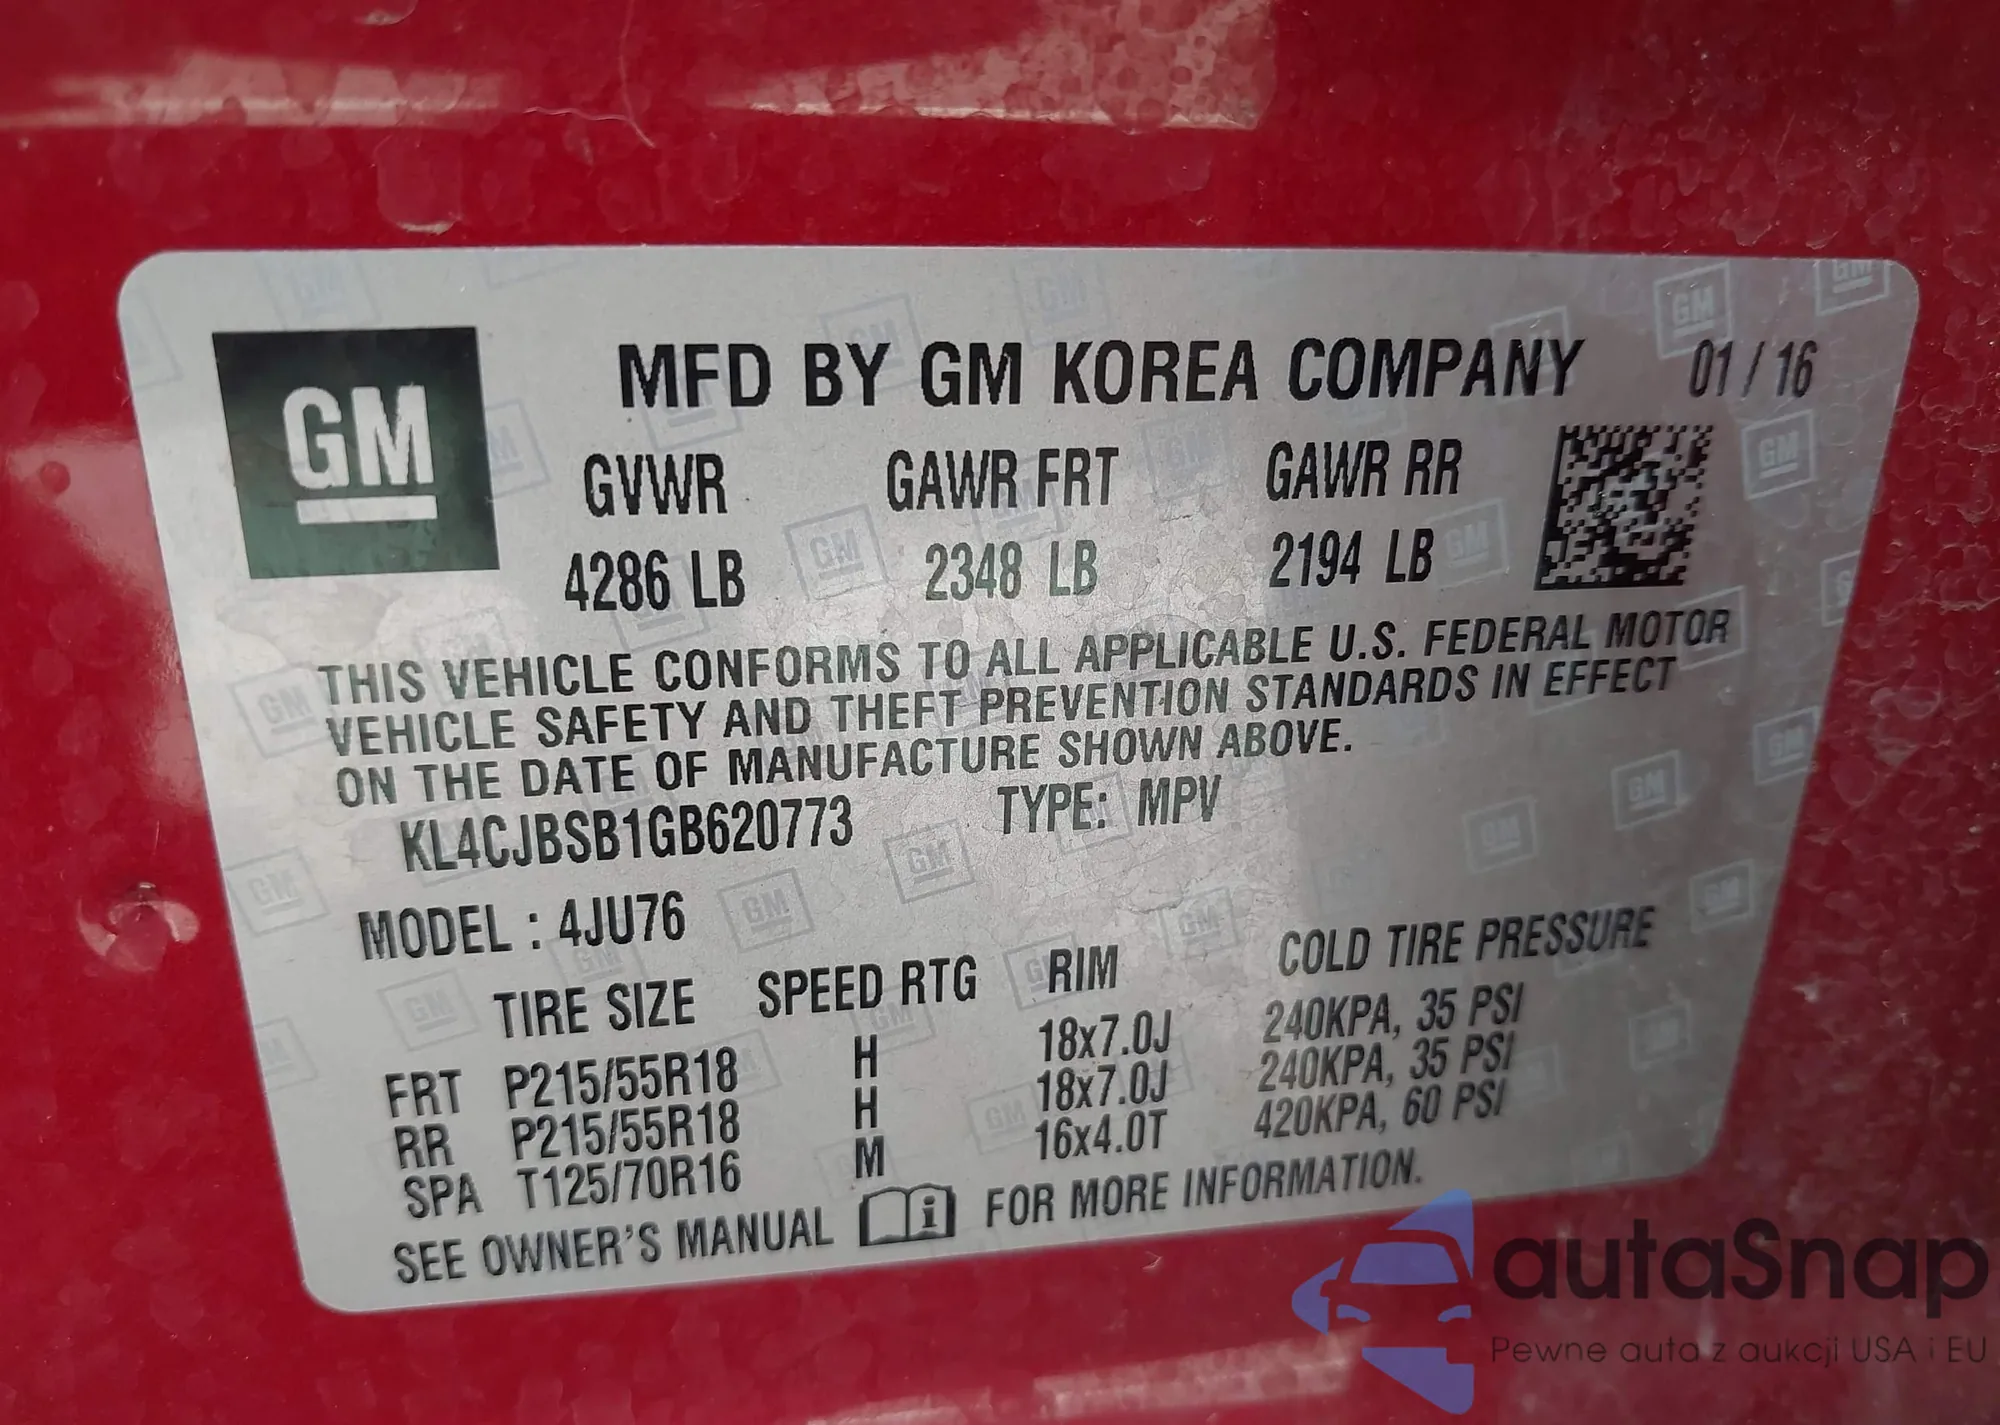 GM
MFD BY GM KOREA COMPANY 01 / 16
GVWR GAWR FRT GAWR RR
4286 LB 2348 LB 2194 LB
THIS VEHICLE CONFORMS TO ALL APPLICABLE U.S. FEDERAL MOTOR
VEHICLE SAFETY AND THEFT PREVENTION STANDARDS IN EFFECT
ON THE DATE OF MANUFACTURE SHOWN ABOVE.
KL4CJBSB1GB620773 TYPE: MPV
MODEL : 4JU76
TIRE SIZE SPEED RTG RIM COLD TIRE PRESSURE
FRT P215/55R18 H 18x7.0J 240KPA, 35 PSI
RR P215/55R18 H 18x7.0J 240KPA, 35 PSI
SPA T125/70R16 M 16x4.0T 420KPA, 60 PSI
SEE OWNER'S MANUAL i FOR MORE INFORMATION.
autaSnap
Pewne auta z aukcji USA i EU